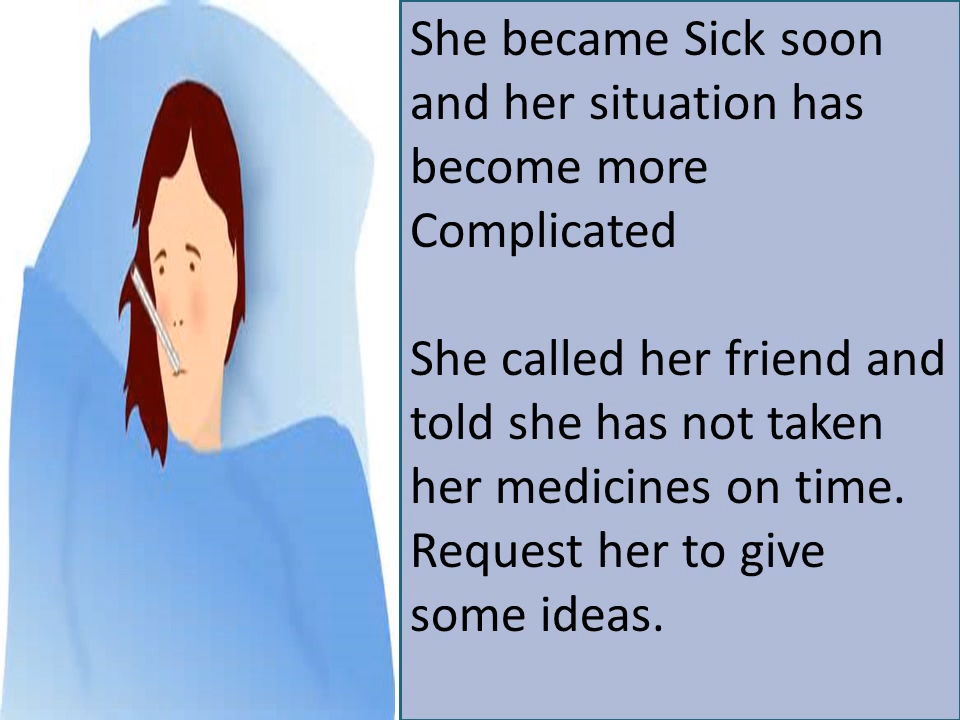 She became Sick soon
and her situation has
become more
Complicated
She called her friend and
told she has not taken
her medicines on time.
Request her to give
some ideas.